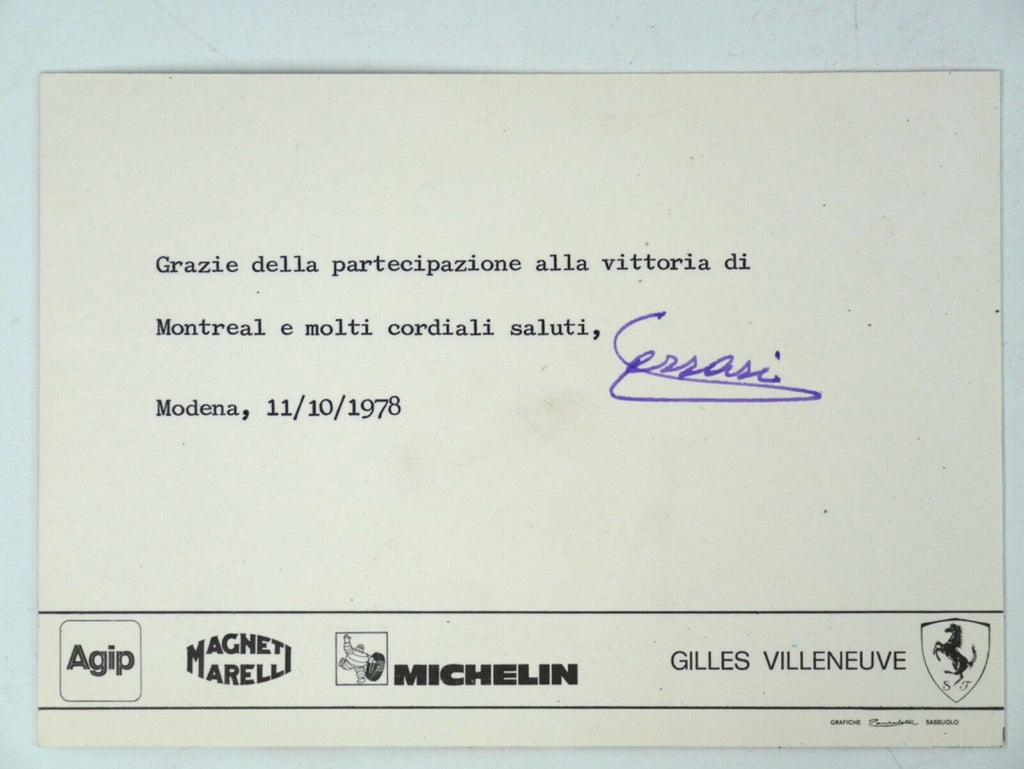 Grazie della partecipazione alla vittoria di
Montreal e molti cordiali saluti,
Ferrari
Modena, 11/10/1978
Agip
MAGNETI MARELLI
MICHELIN
GILLES VILLENEUVE
S F
GRAFICHE Zanichelli SASSUOLO